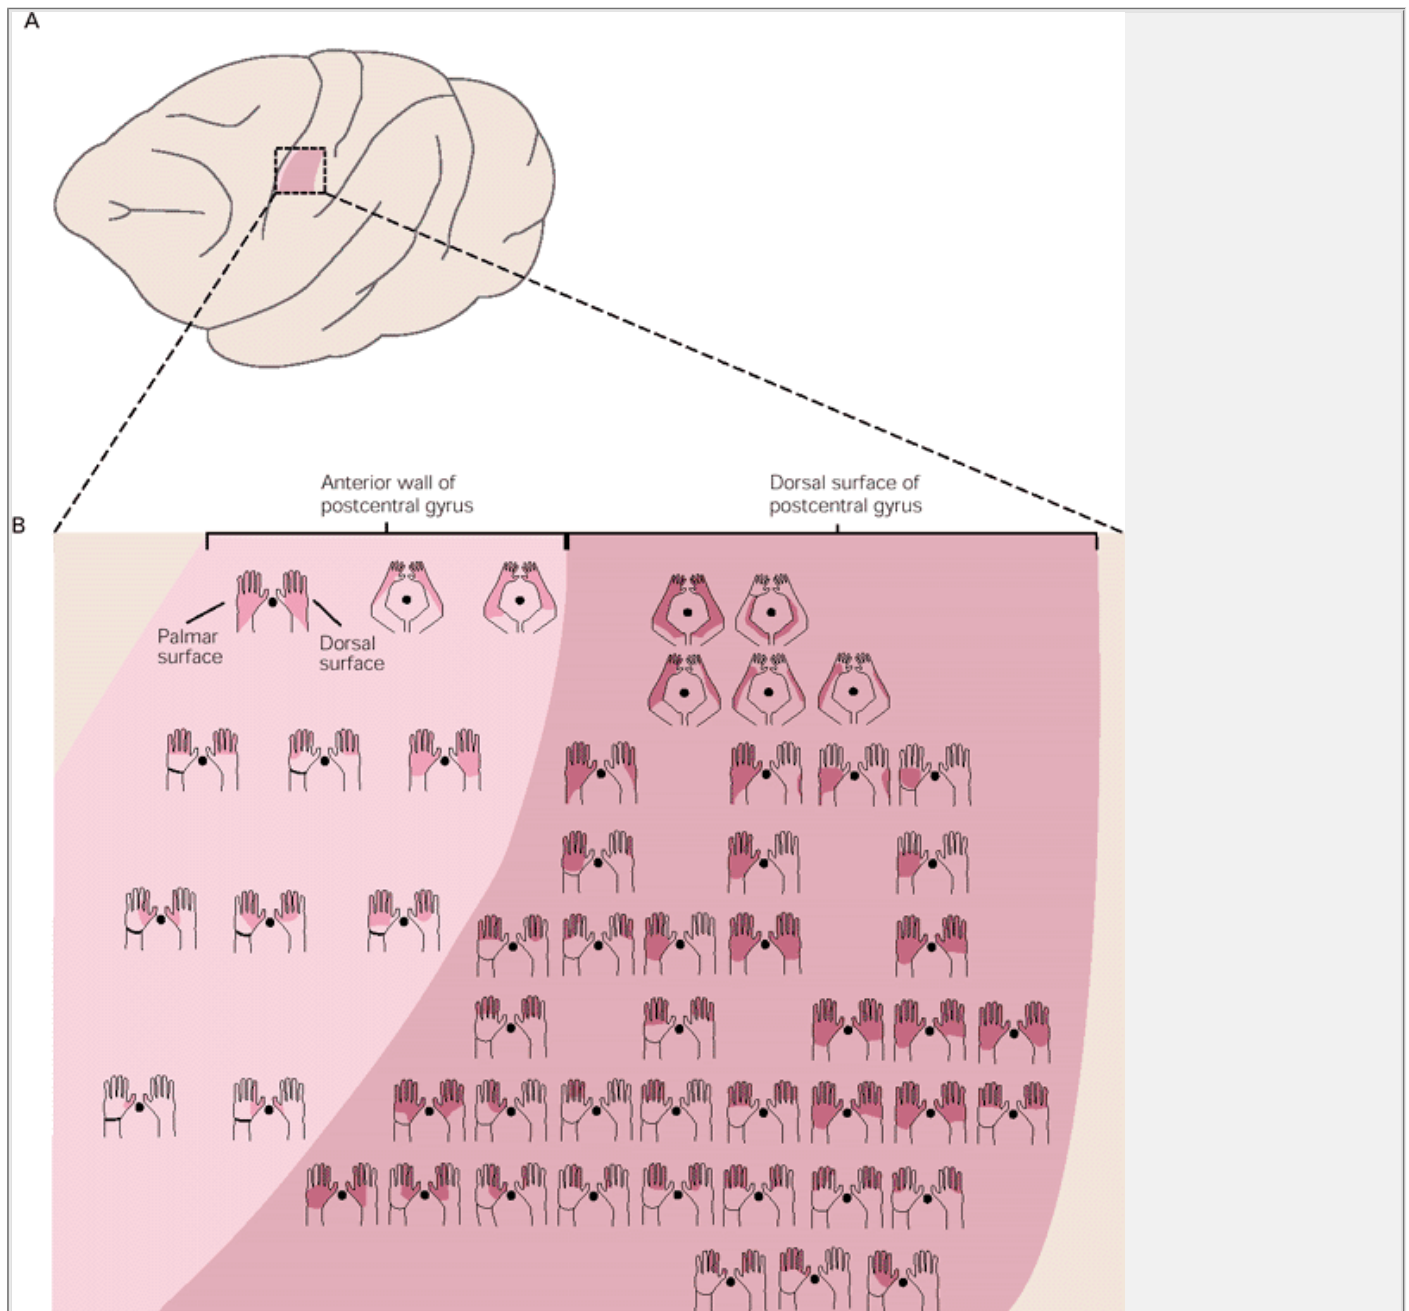 A
Anterior wall of
postcentral gyrus
Dorsal surface of
postcentral gyrus
B
Palmar
surface
Dorsal
surface